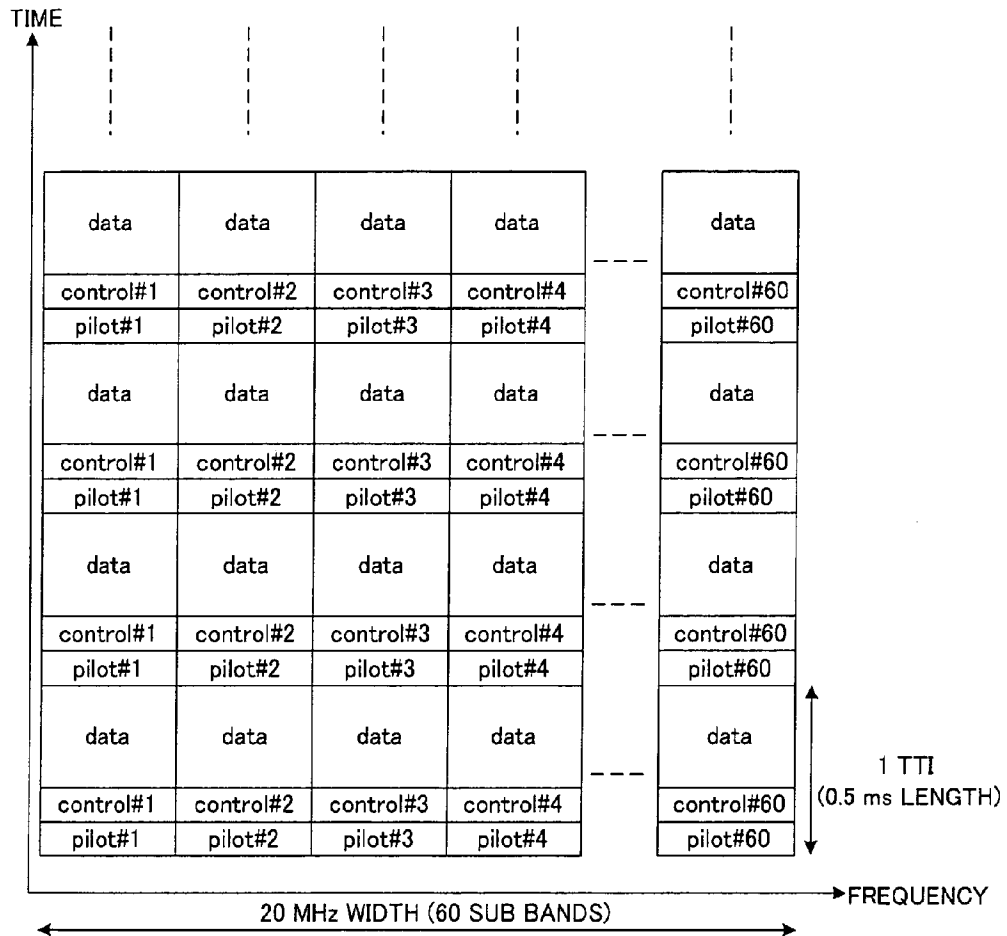 TIME
data data data data data
control#1 control#2 control#3 control#4 control#60
pilot#1 pilot#2 pilot#3 pilot#4 pilot#60
data data data data data
control#1 control#2 control#3 control#4 control#60
pilot#1 pilot#2 pilot#3 pilot#4 pilot#60
data data data data data
control#1 control#2 control#3 control#4 control#60
pilot#1 pilot#2 pilot#3 pilot#4 pilot#60
data data data data data
1 TTI
(0.5 ms LENGTH)
control#1 control#2 control#3 control#4 control#60
pilot#1 pilot#2 pilot#3 pilot#4 pilot#60
FREQUENCY
20 MHz WIDTH (60 SUB BANDS)